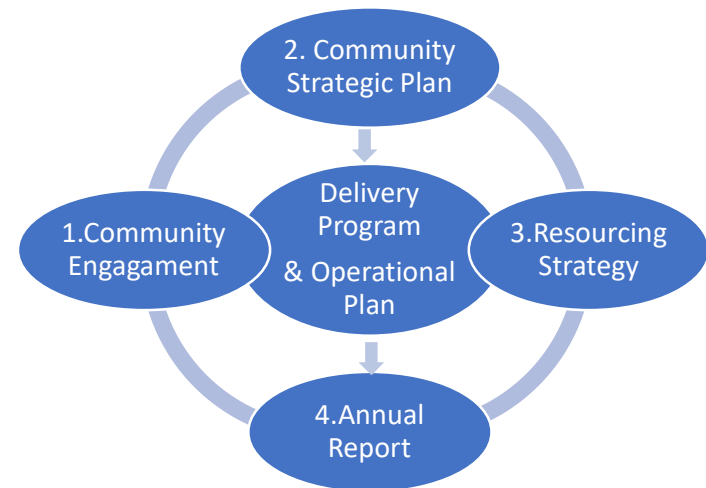 2. Community
Strategic Plan
Delivery
Program
& Operational
Plan
1.Community
Engagament
3.Resourcing
Strategy
4.Annual
Report